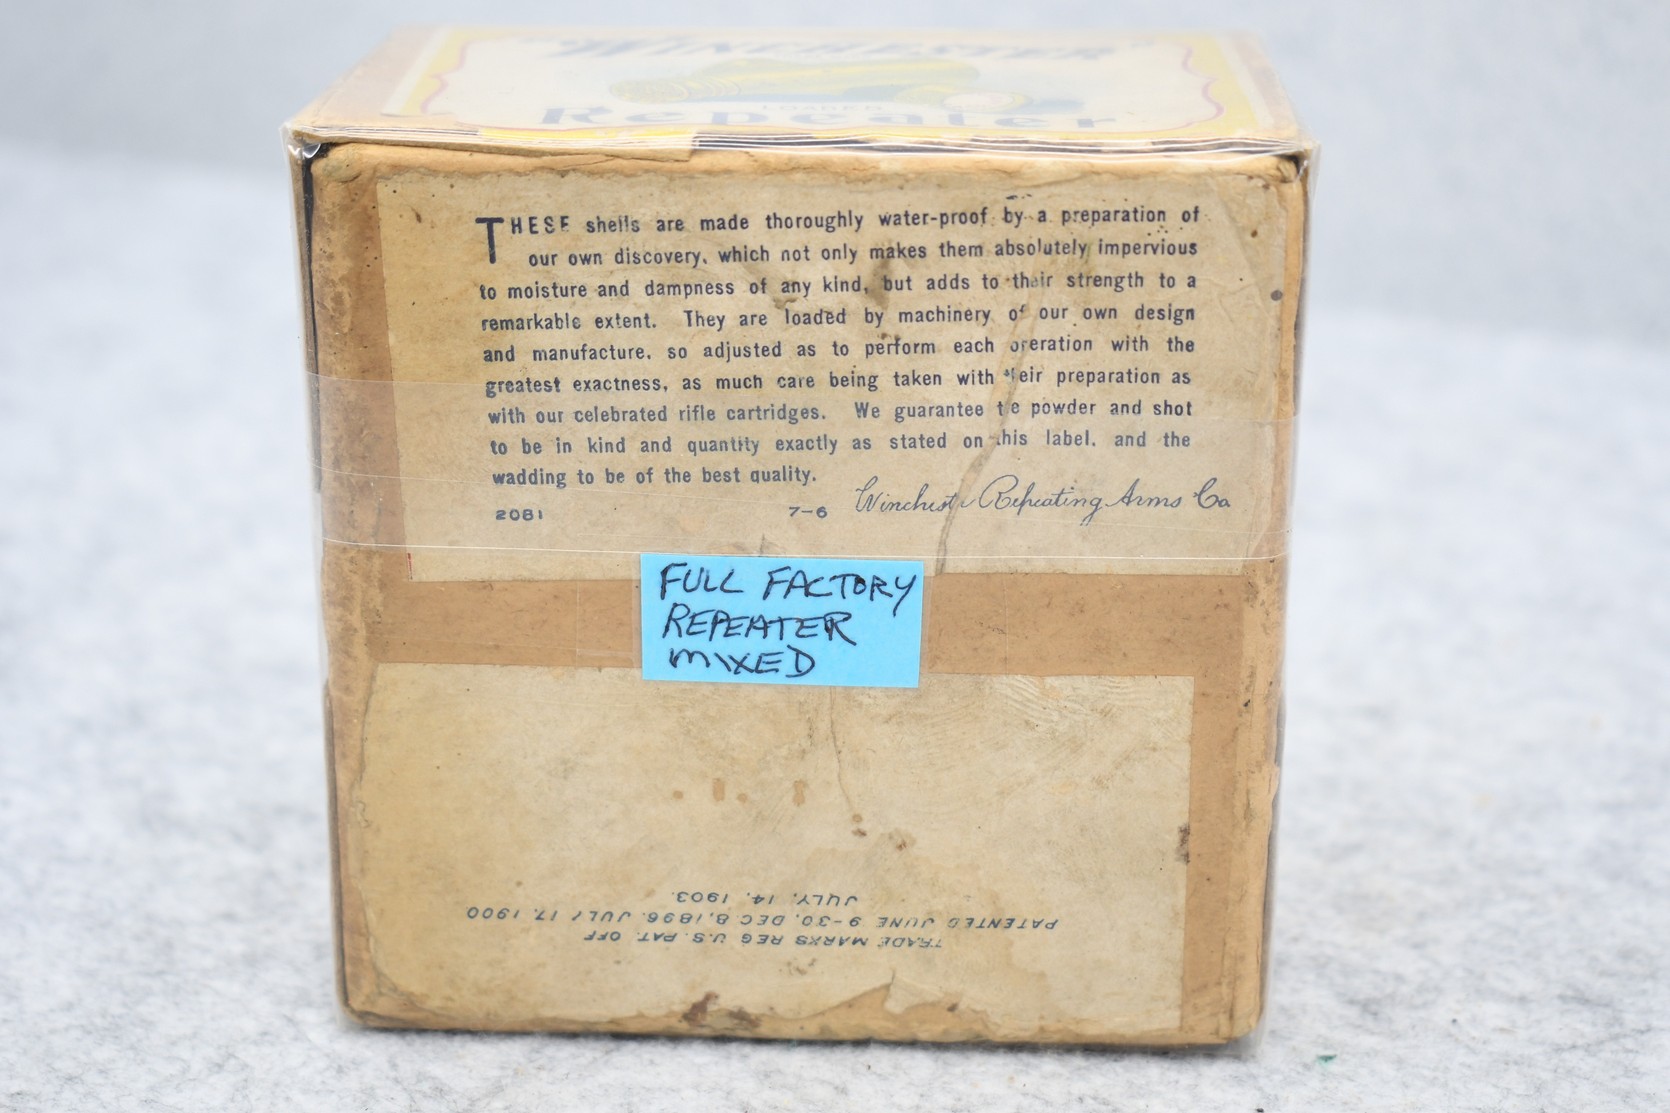 "WINCHESTER"
LOADED
Repeater
THESE shells are made thoroughly water-proof by a preparation of
our own discovery, which not only makes them absolutely impervious
to moisture and dampness of any kind, but adds to their strength to a
remarkable extent. They are loaded by machinery of our own design
and manufacture, so adjusted as to perform each operation with the
greatest exactness, as much care being taken with their preparation as
with our celebrated rifle cartridges. We guarantee the powder and shot
to be in kind and quantity exactly as stated on this label, and the
wadding to be of the best quality.
2081 7-6 Winchester Repeating Arms Co
FULL FACTORY
REPEATER
MIXED
TRADE MARKS REG U.S. PAT. OFF
PATENTED JUNE 9-30, DEC 8, 1896, JULY 17, 1900
JULY, 14, 1903.